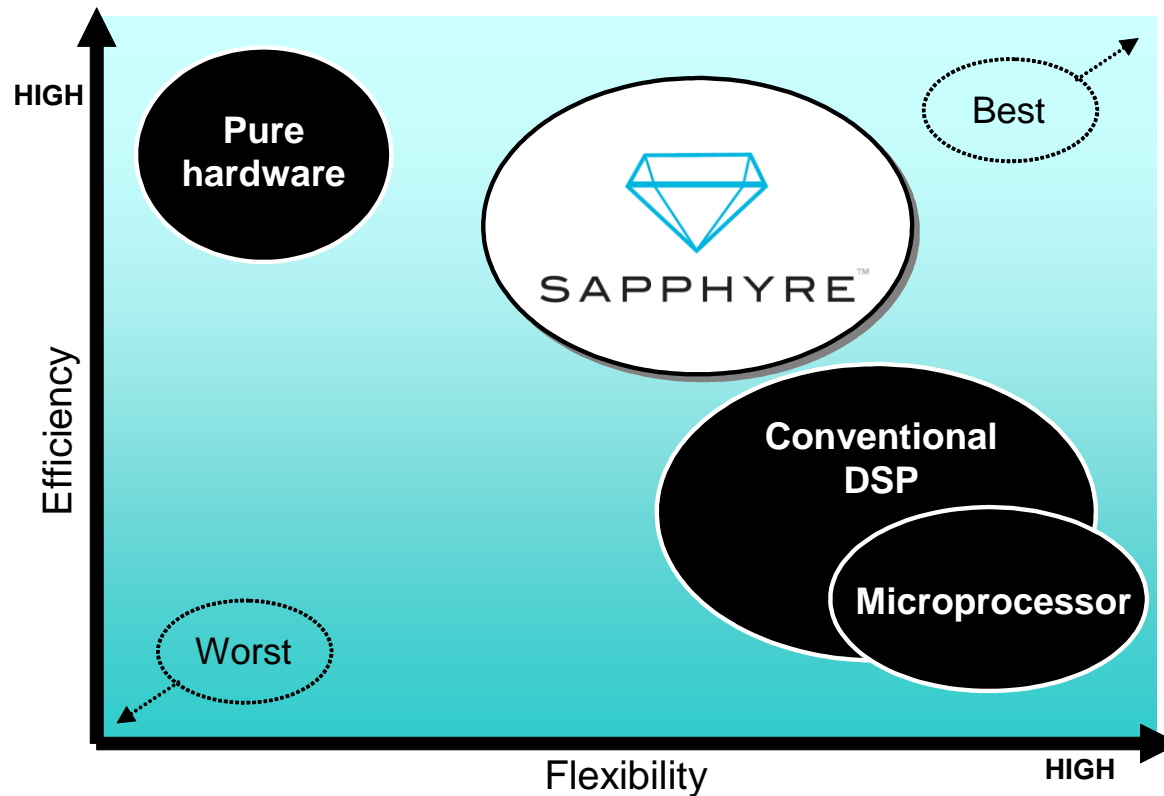 HIGH
Pure
hardware
Best
SAPPHYRE™
Efficiency
Conventional
DSP
Microprocessor
Worst
Flexibility
HIGH